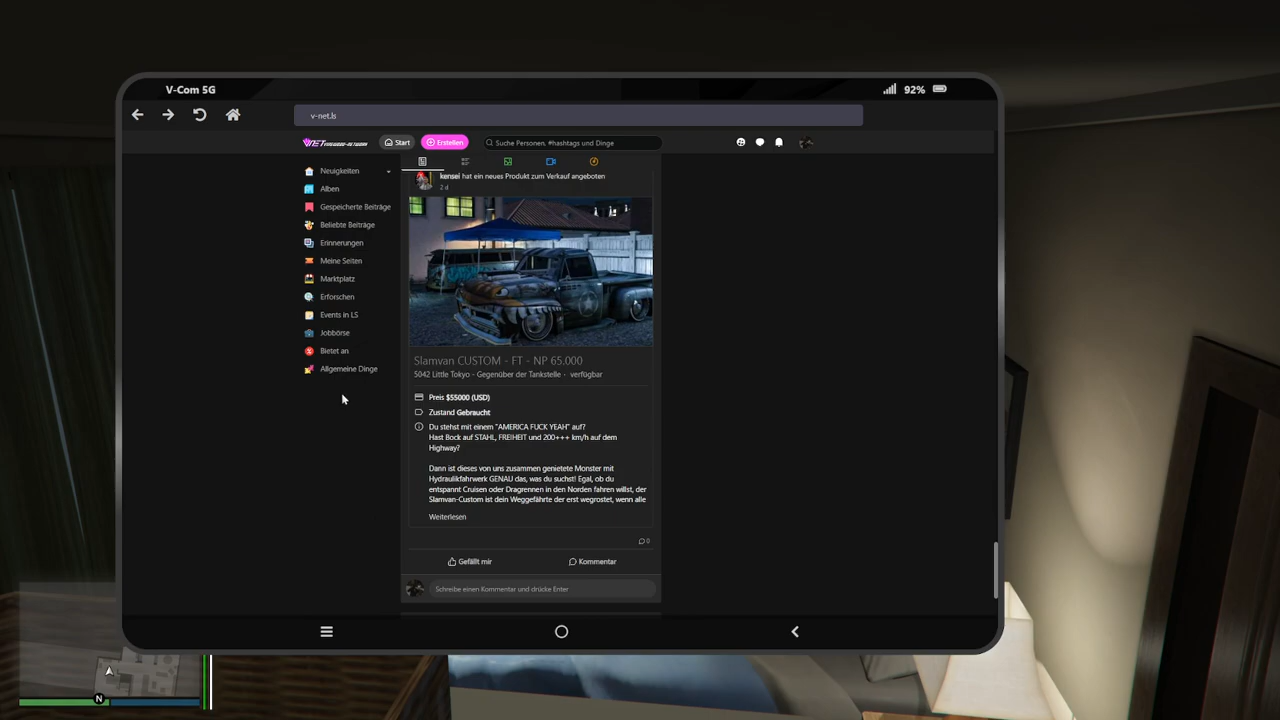 V-Com 5G
92%
v-net.ls
Start
Erstellen
Suche Personen, #hashtags und Dinge
Neuigkeiten
Alben
Gespeicherte Beiträge
Beliebte Beiträge
Erinnerungen
Meine Seiten
Marktplatz
Erforschen
Events in LS
Jobbörse
Bietet an
Allgemeine Dinge
kensel hat ein neues Produkt zum Verkauf angeboten
2 d
Slamvan CUSTOM - FT - NP 65.000
5042 Little Tokyo - Gegenüber der Tankstelle · verfügbar
Preis $55000 (USD)
Zustand Gebraucht
Du stehst mit einem "AMERICA FUCK YEAH" auf?
Hast Bock auf STAHL, FREIHEIT und 200+++ km/h auf dem
Highway?
Dann ist dieses von uns zusammen genietete Monster mit
Hydraulikfahrwerk GENAU das, was du suchst! Egal, ob du
entspannt Cruisen oder Dragrennen in den Norden fahren willst, der
Slamvan-Custom ist dein Weggefährte der erst wegrostet, wenn alle
Weiterlesen
0
Gefällt mir
Kommentar
Schreibe einen Kommentar und drücke Enter
N